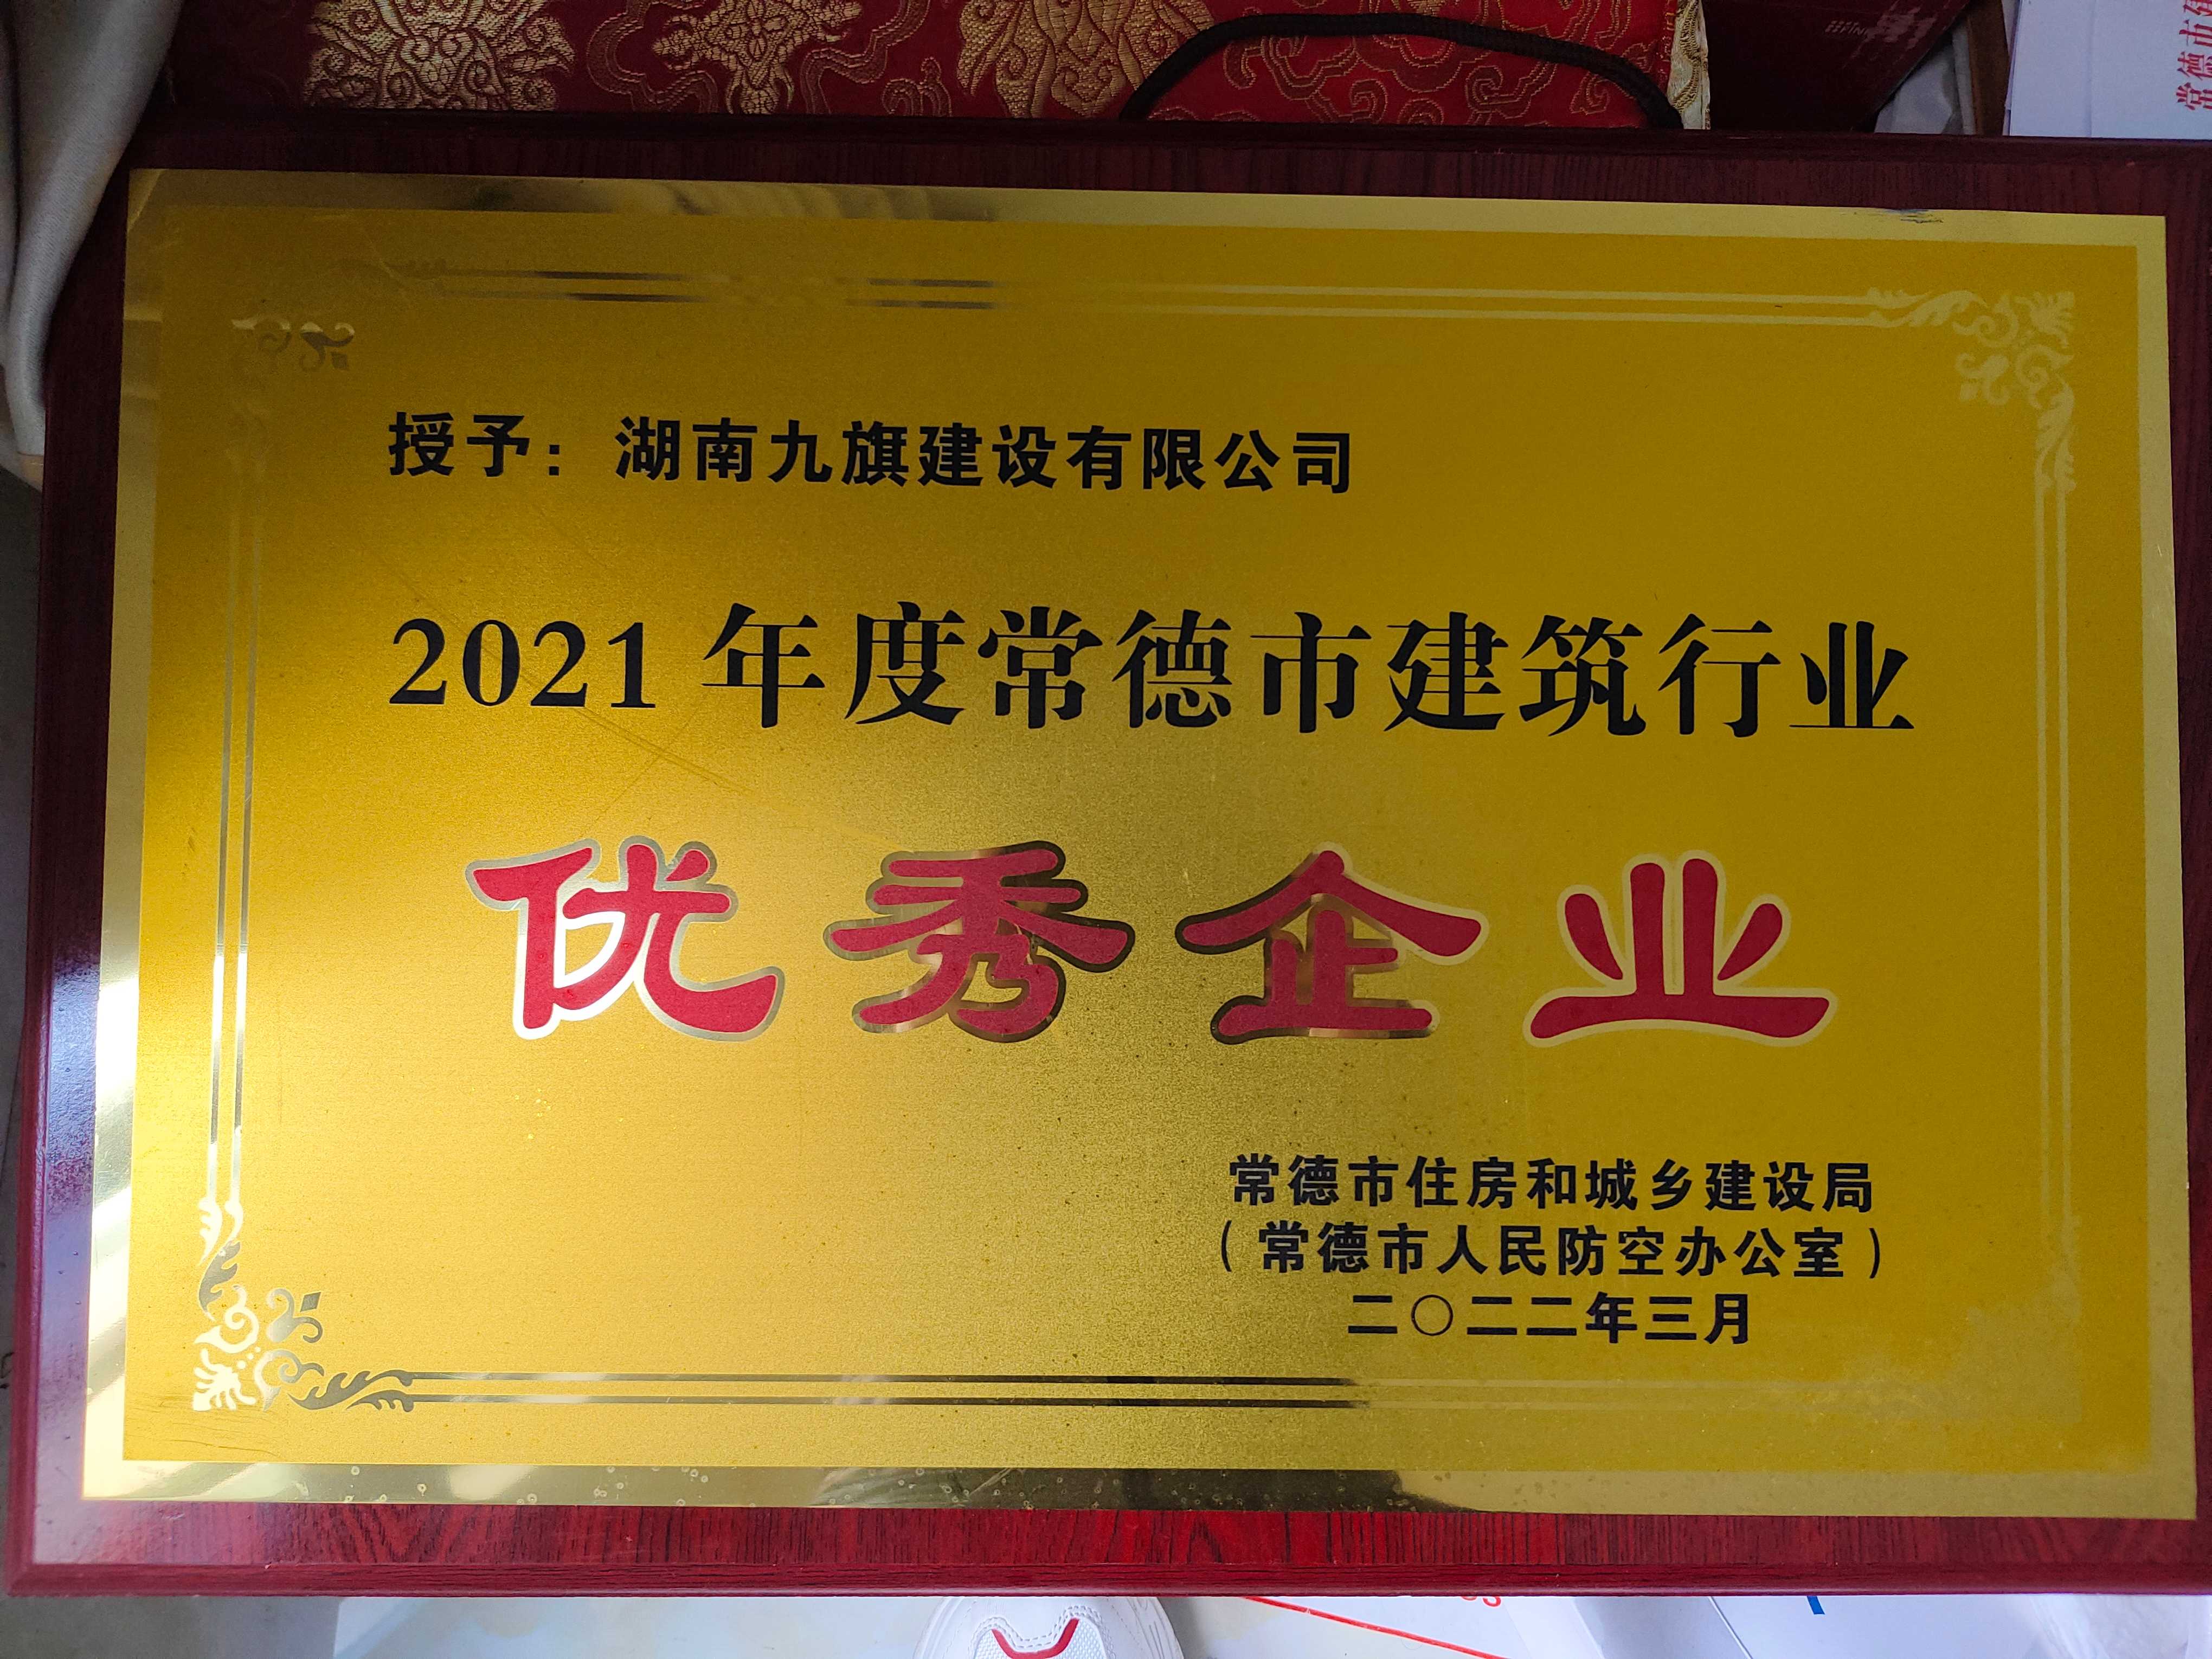 授予：湖南九旗建设有限公司
2021年度常德市建筑行业
优秀企业
常德市住房和城乡建设局
（常德市人民防空办公室）
二〇二二年三月
常德市